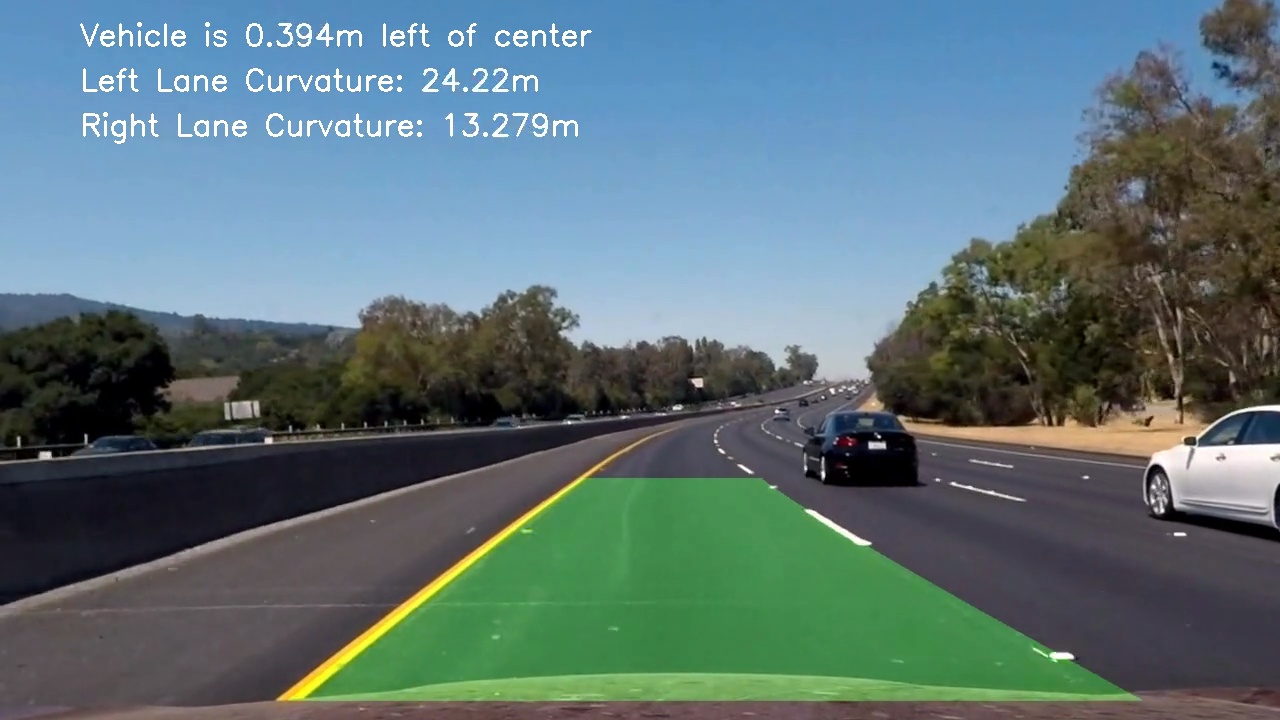 Vehicle is 0.394m left of center
Left Lane Curvature: 24.22m
Right Lane Curvature: 13.279m